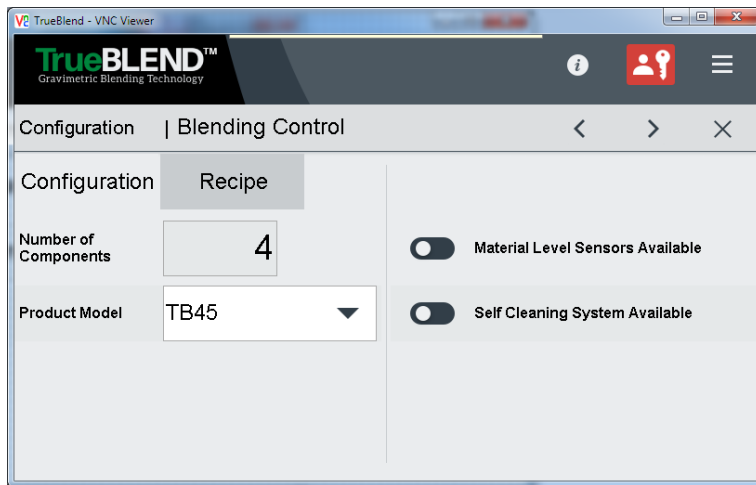 TrueBlend - VNC Viewer
TrueBLEND™
Gravimetric Blending Technology
Configuration | Blending Control
Configuration Recipe
Number of Components 4
Material Level Sensors Available
Product Model TB45
Self Cleaning System Available